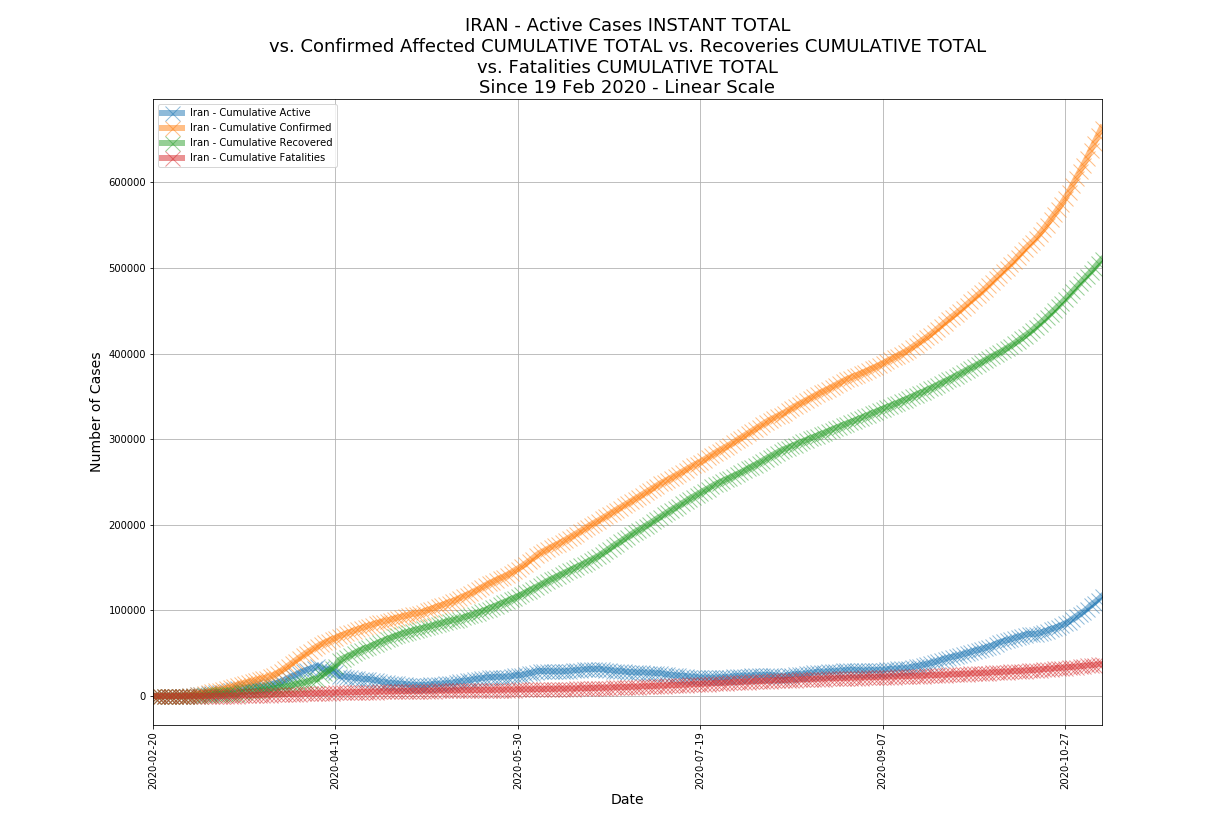 IRAN - Active Cases INSTANT TOTAL
vs. Confirmed Affected CUMULATIVE TOTAL vs. Recoveries CUMULATIVE TOTAL
vs. Fatalities CUMULATIVE TOTAL
Since 19 Feb 2020 - Linear Scale
Iran - Cumulative Active
Iran - Cumulative Confirmed
Iran - Cumulative Recovered
Iran - Cumulative Fatalities
Number of Cases
600000
500000
400000
300000
200000
100000
0
2020-02-20
2020-04-10
2020-05-30
2020-07-19
2020-09-07
2020-10-27
Date